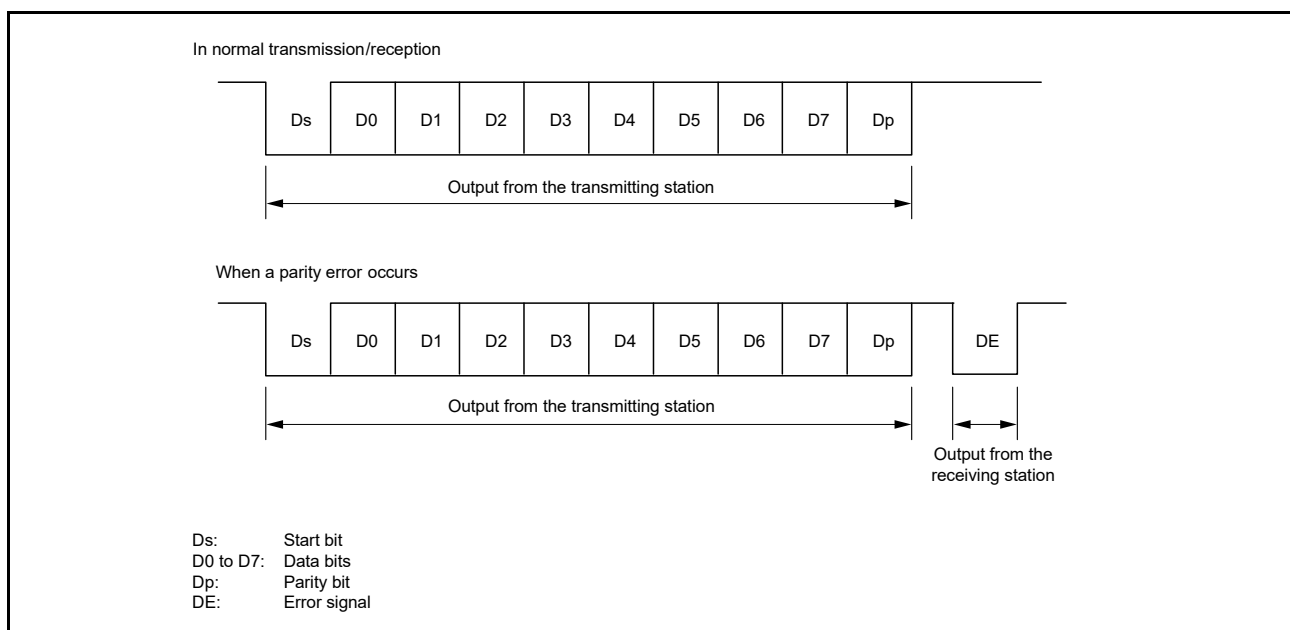 In normal transmission/reception
Ds D0 D1 D2 D3 D4 D5 D6 D7 Dp
Output from the transmitting station
When a parity error occurs
Ds D0 D1 D2 D3 D4 D5 D6 D7 Dp DE
Output from the transmitting station
Output from the
receiving station
Ds: Start bit
D0 to D7: Data bits
Dp: Parity bit
DE: Error signal